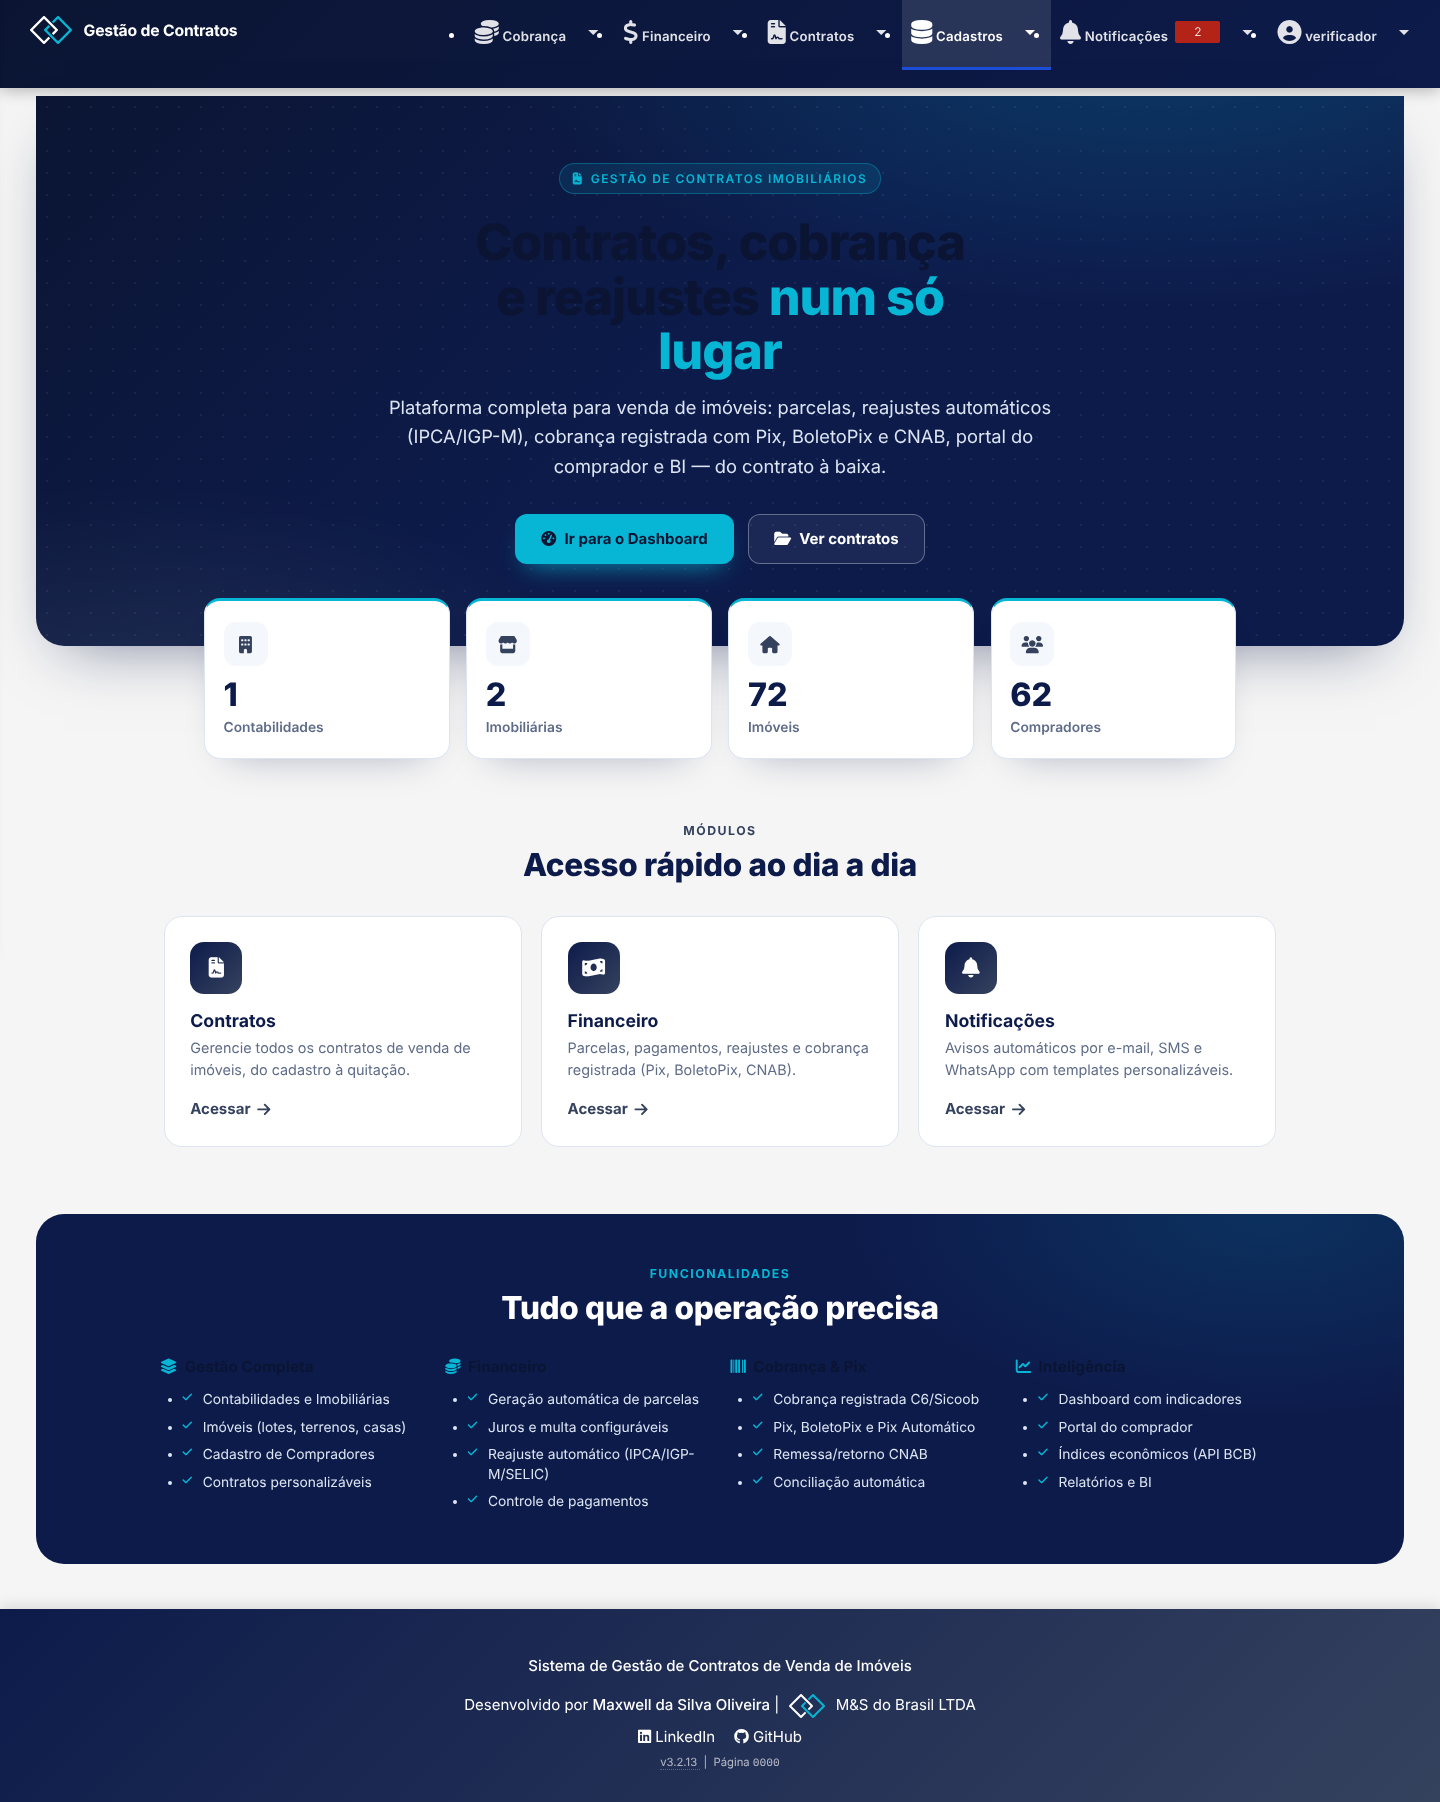 Gestão de Contratos
Cobrança
Financeiro
Contratos
Cadastros
Notificações 2
verificador
GESTÃO DE CONTRATOS IMOBILIÁRIOS
Contratos, cobrança
e reajustes num só
lugar
Plataforma completa para venda de imóveis: parcelas, reajustes automáticos
(IPCA/IGP-M), cobrança registrada com Pix, BoletoPix e CNAB, portal do
comprador e BI — do contrato à baixa.
Ir para o Dashboard
Ver contratos
1
Contabilidades
2
Imobiliárias
72
Imóveis
62
Compradores
MÓDULOS
Acesso rápido ao dia a dia
Contratos
Gerencie todos os contratos de venda de
imóveis, do cadastro à quitação.
Acessar →
Financeiro
Parcelas, pagamentos, reajustes e cobrança
registrada (Pix, BoletoPix, CNAB).
Acessar →
Notificações
Avisos automáticos por e-mail, SMS e
WhatsApp com templates personalizáveis.
Acessar →
FUNCIONALIDADES
Tudo que a operação precisa
Gestão Completa
Contabilidades e Imobiliárias
Imóveis (lotes, terrenos, casas)
Cadastro de Compradores
Contratos personalizáveis
Financeiro
Geração automática de parcelas
Juros e multa configuráveis
Reajuste automático (IPCA/IGP-
M/SELIC)
Controle de pagamentos
Cobrança & Pix
Cobrança registrada C6/Sicoob
Pix, BoletoPix e Pix Automático
Remessa/retorno CNAB
Conciliação automática
Inteligência
Dashboard com indicadores
Portal do comprador
Índices econômicos (API BCB)
Relatórios e BI
Sistema de Gestão de Contratos de Venda de Imóveis
Desenvolvido por Maxwell da Silva Oliveira | M&S do Brasil LTDA
LinkedIn GitHub
v3.2.13 | Página 0000